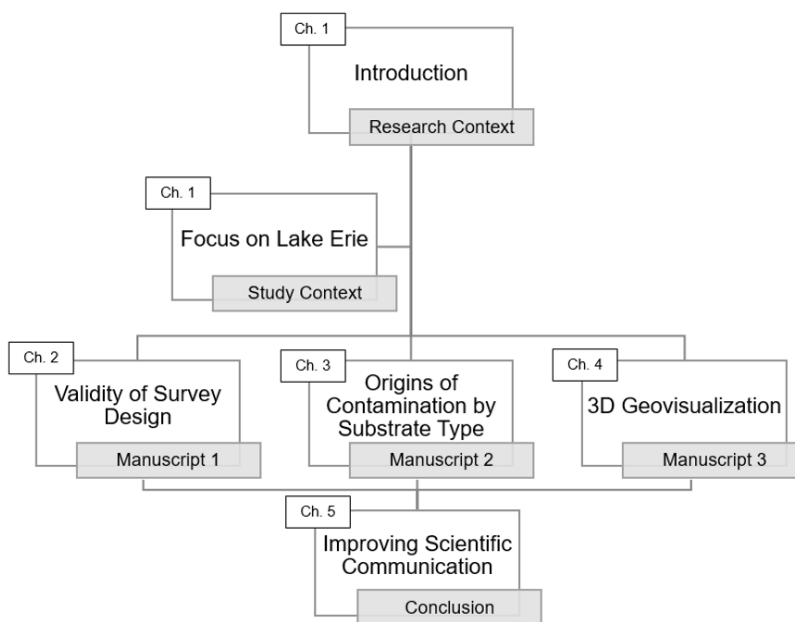 Ch. 1
Introduction
Research Context
Ch. 1
Focus on Lake Erie
Study Context
Ch. 2
Validity of Survey
Design
Manuscript 1
Ch. 3
Origins of
Contamination by
Substrate Type
Manuscript 2
Ch. 4
3D Geovisualization
Manuscript 3
Ch. 5
Improving Scientific
Communication
Conclusion